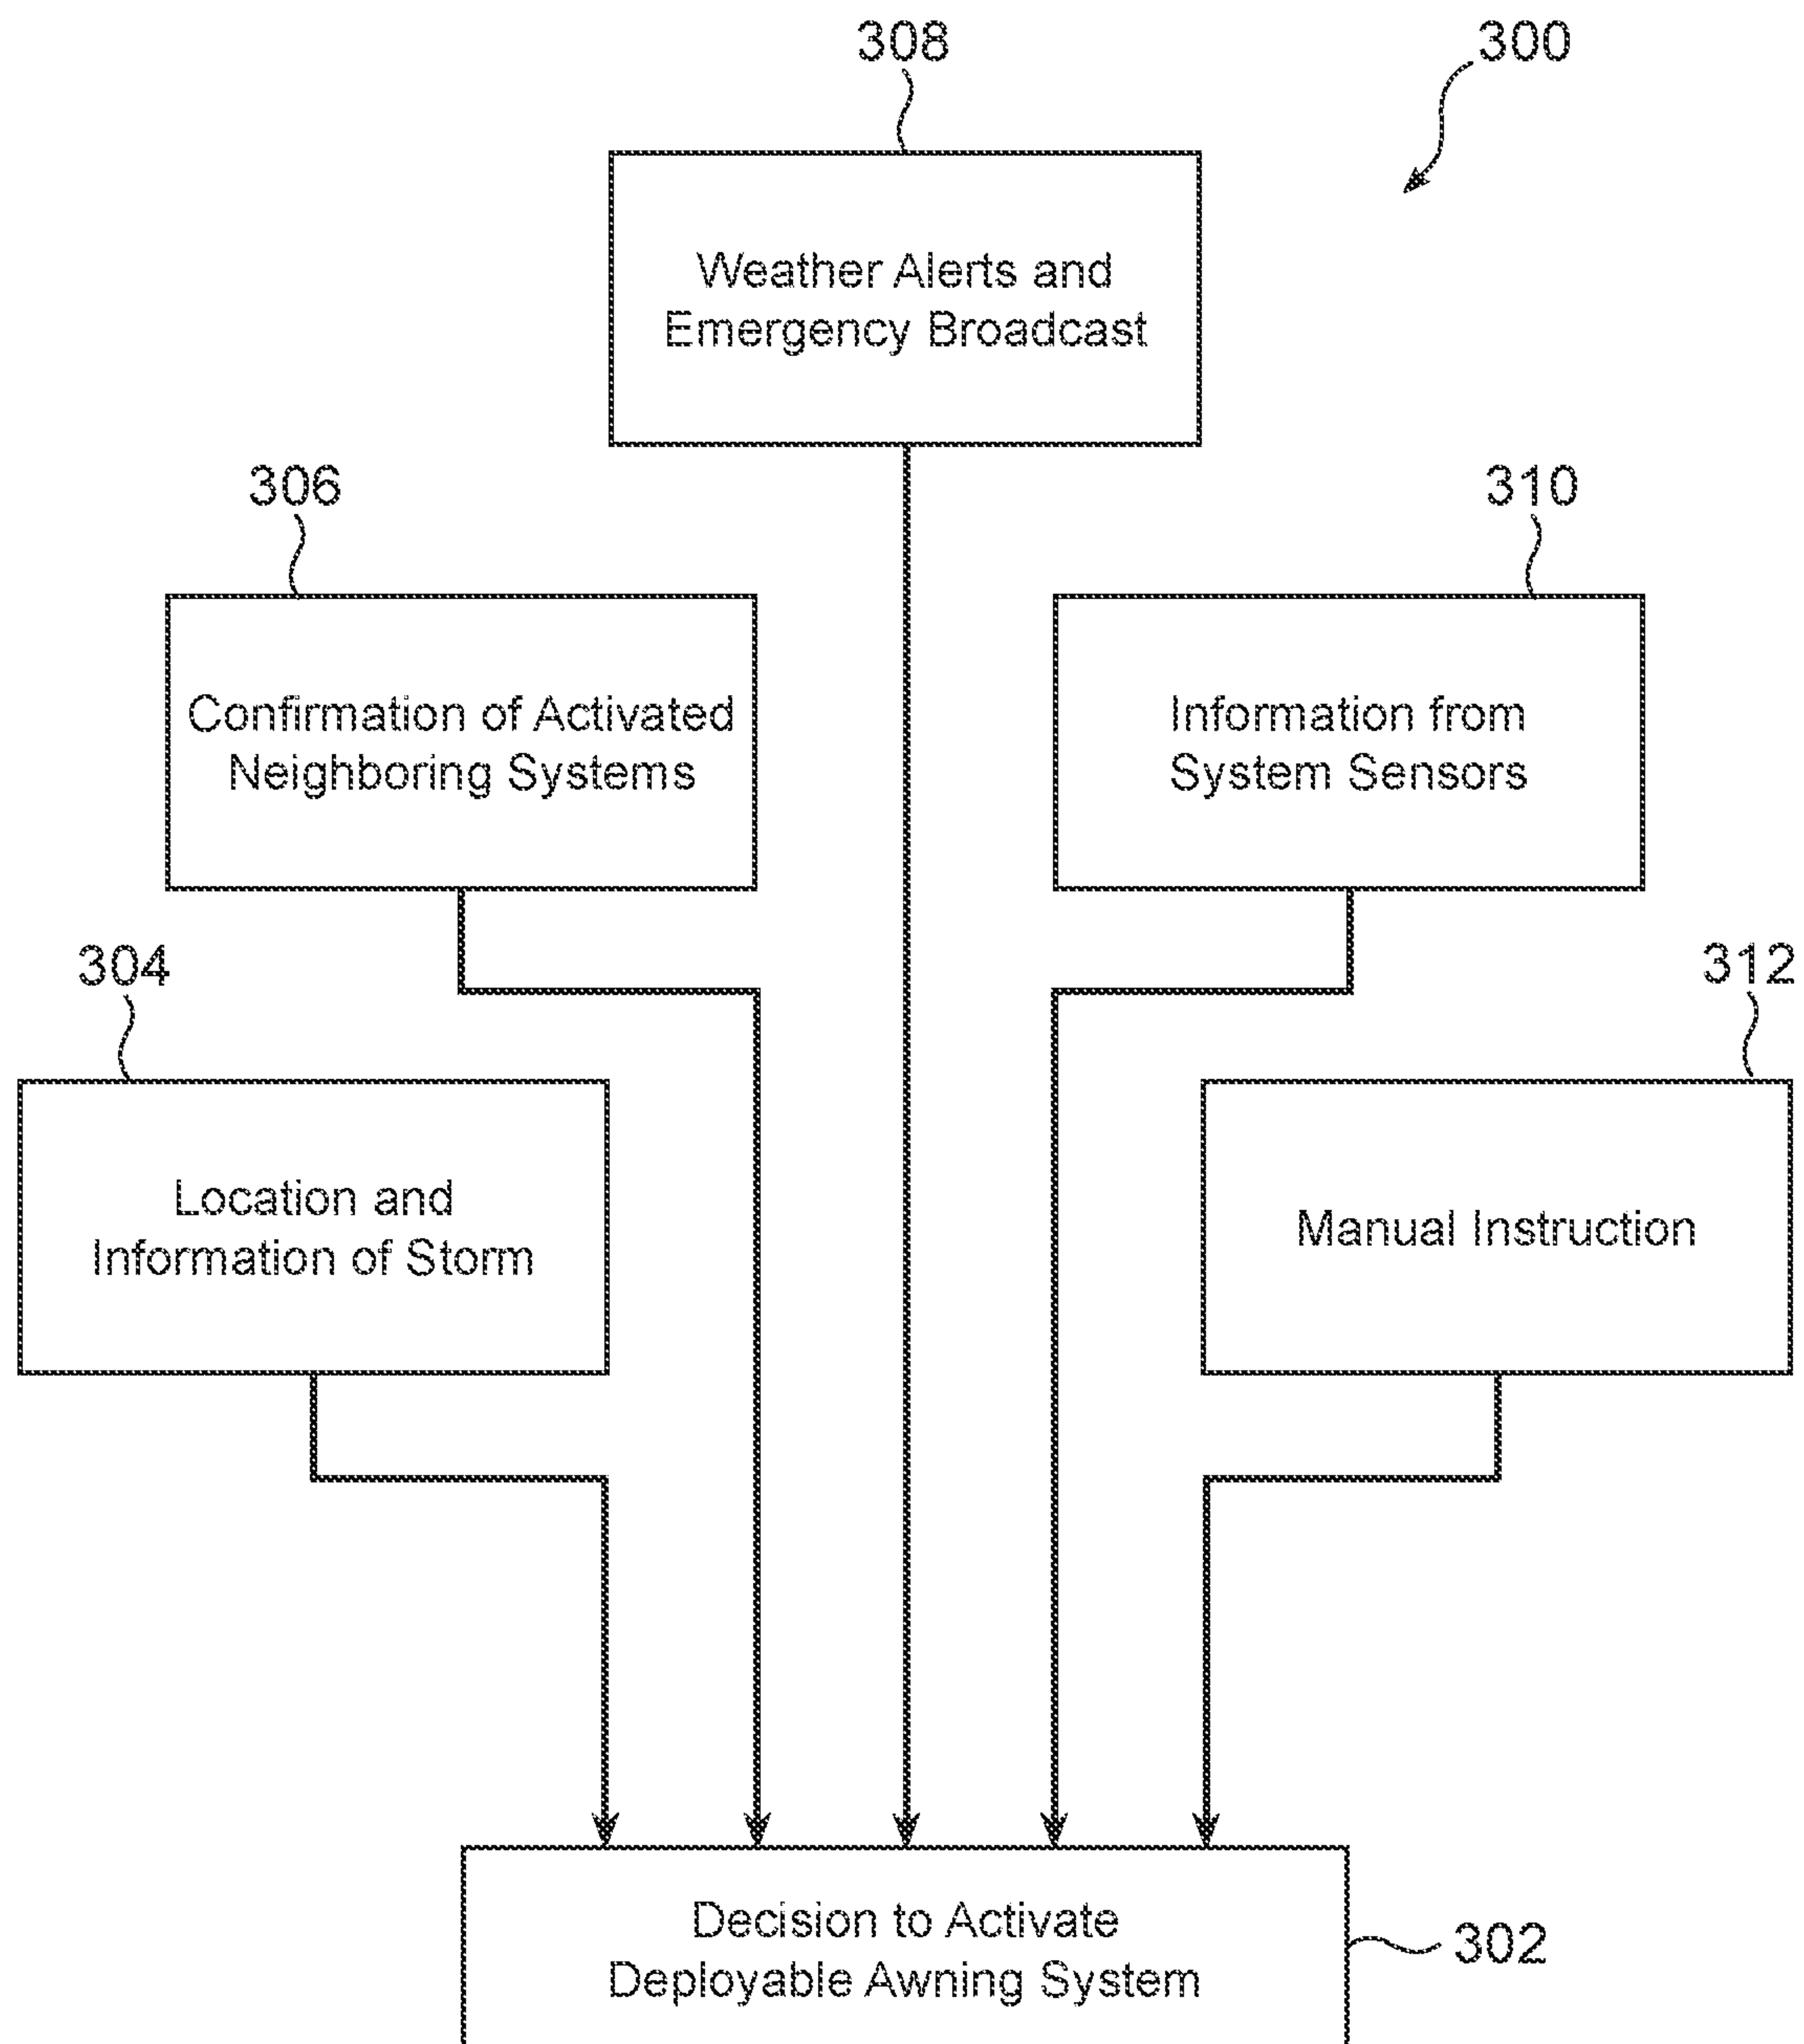 308
300
Weather Alerts and
Emergency Broadcast
306
310
Confirmation of Activated
Neighboring Systems
Information from
System Sensors
304
312
Location and
Information of Storm
Manual Instruction
Decision to Activate
Deployable Awning System
302